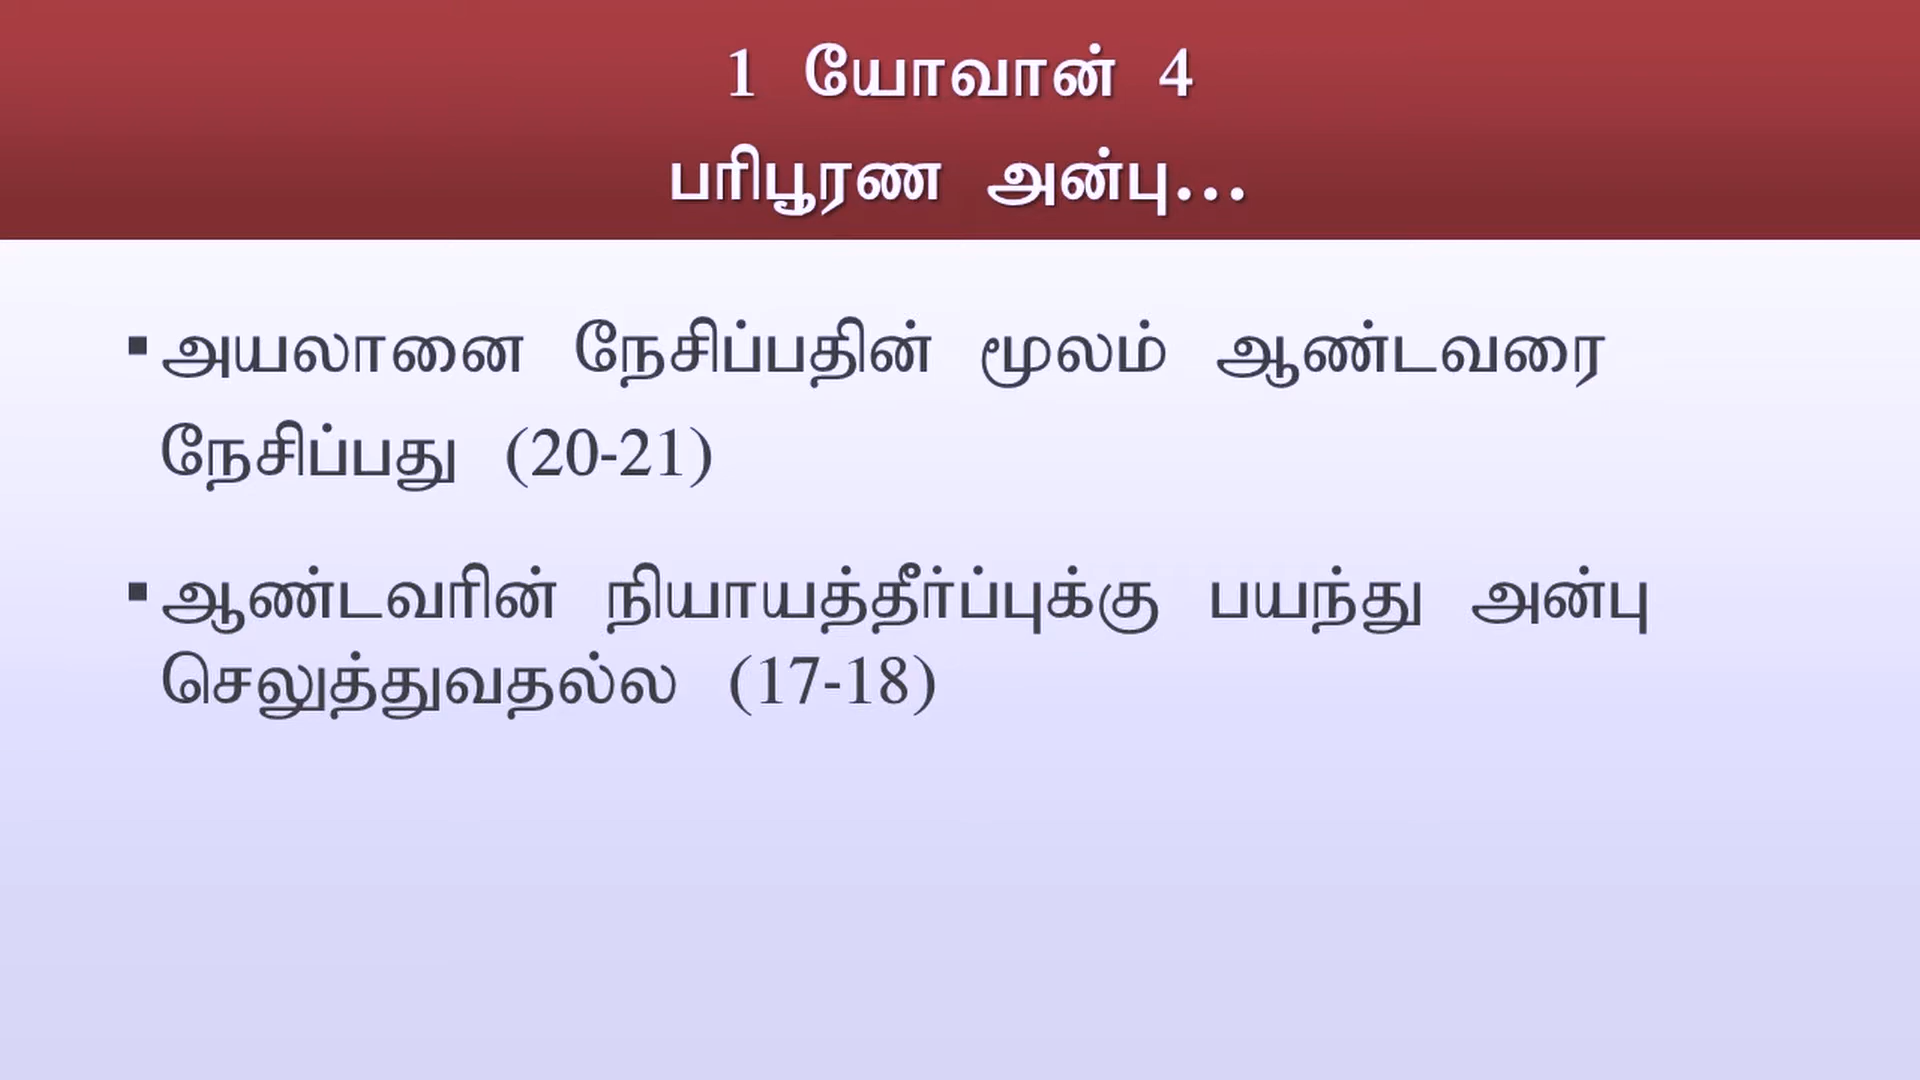 1 யோவான் 4
பரிபூரண அன்பு...
▪ அயலானை நேசிப்பதின் மூலம் ஆண்டவரை
நேசிப்பது (20-21)
▪ ஆண்டவரின் நியாயத்தீர்ப்புக்கு பயந்து அன்பு
செலுத்துவதல்ல (17-18)